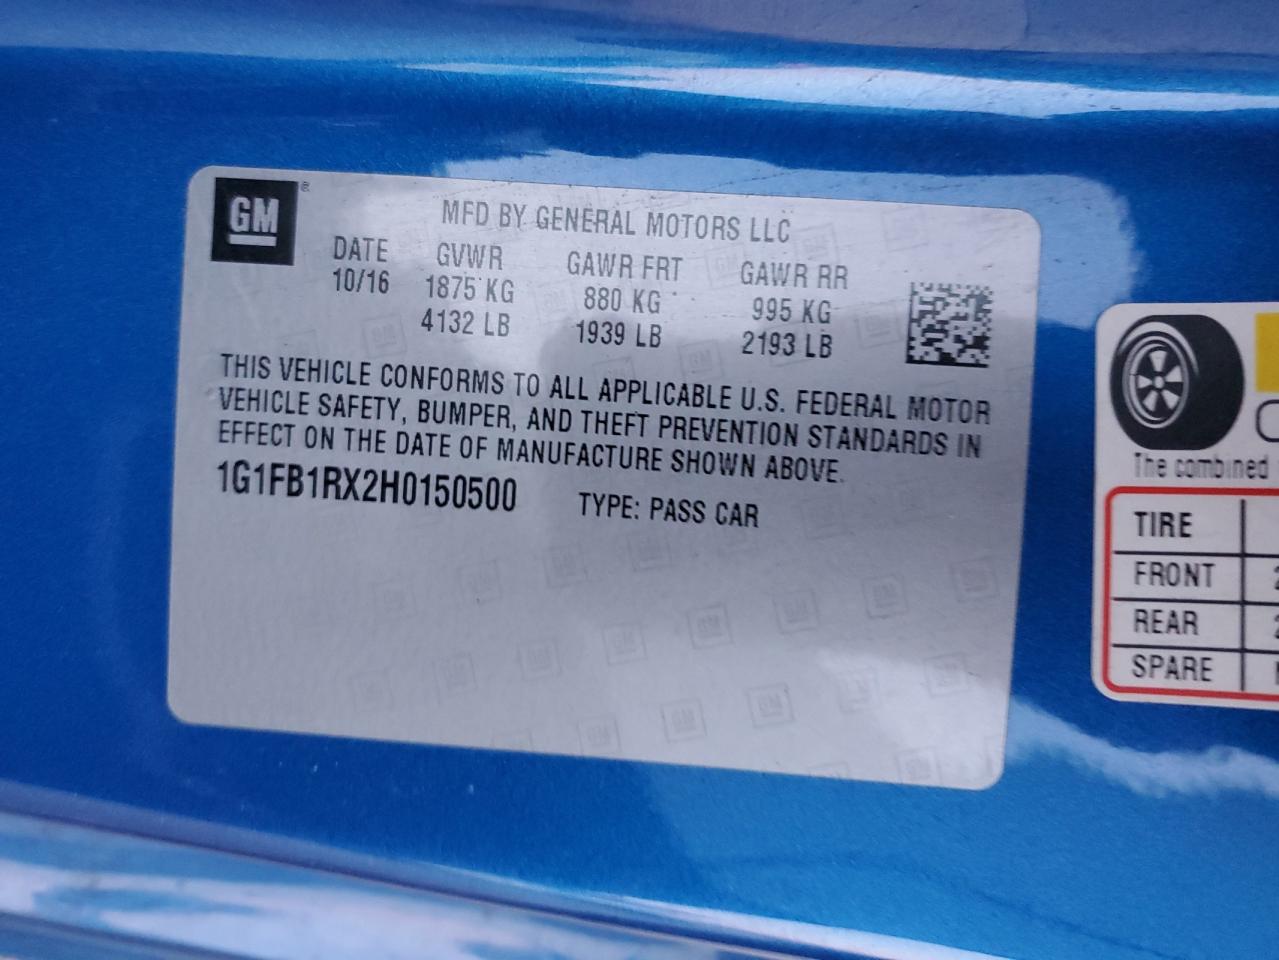 GM ®
MFD BY GENERAL MOTORS LLC
DATE GVWR GAWR FRT GAWR RR
10/16 1875 KG 880 KG 995 KG
4132 LB 1939 LB 2193 LB
THIS VEHICLE CONFORMS TO ALL APPLICABLE U.S. FEDERAL MOTOR
VEHICLE SAFETY, BUMPER, AND THEFT PREVENTION STANDARDS IN
EFFECT ON THE DATE OF MANUFACTURE SHOWN ABOVE.
1G1FB1RX2H0150500 TYPE: PASS CAR
The combined
TIRE
FRONT
REAR
SPARE